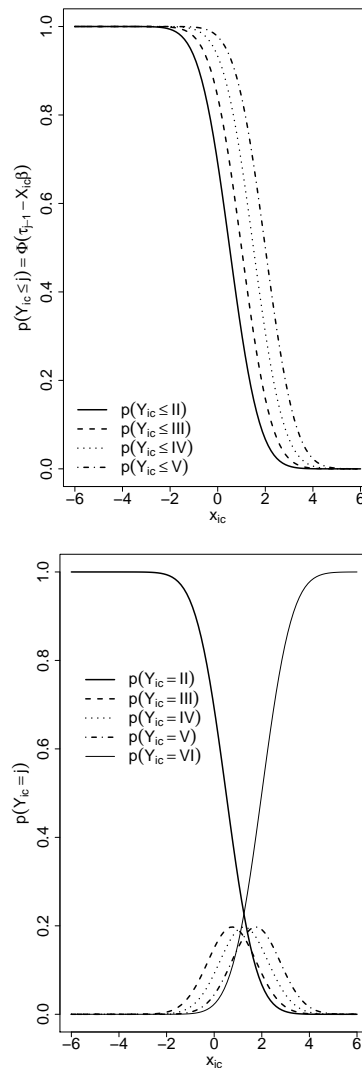 1.0
0.8
0.6
0.4
0.2
0.0
p(Y_ic ≤ j) = Φ(τ_j−1 − X_ic β)
p(Y_ic ≤ II)
p(Y_ic ≤ III)
p(Y_ic ≤ IV)
p(Y_ic ≤ V)
−6 −4 −2 0 2 4 6
x_ic
1.0
0.8
0.6
0.4
0.2
0.0
p(Y_ic = j)
p(Y_ic = II)
p(Y_ic = III)
p(Y_ic = IV)
p(Y_ic = V)
p(Y_ic = VI)
−6 −4 −2 0 2 4 6
x_ic